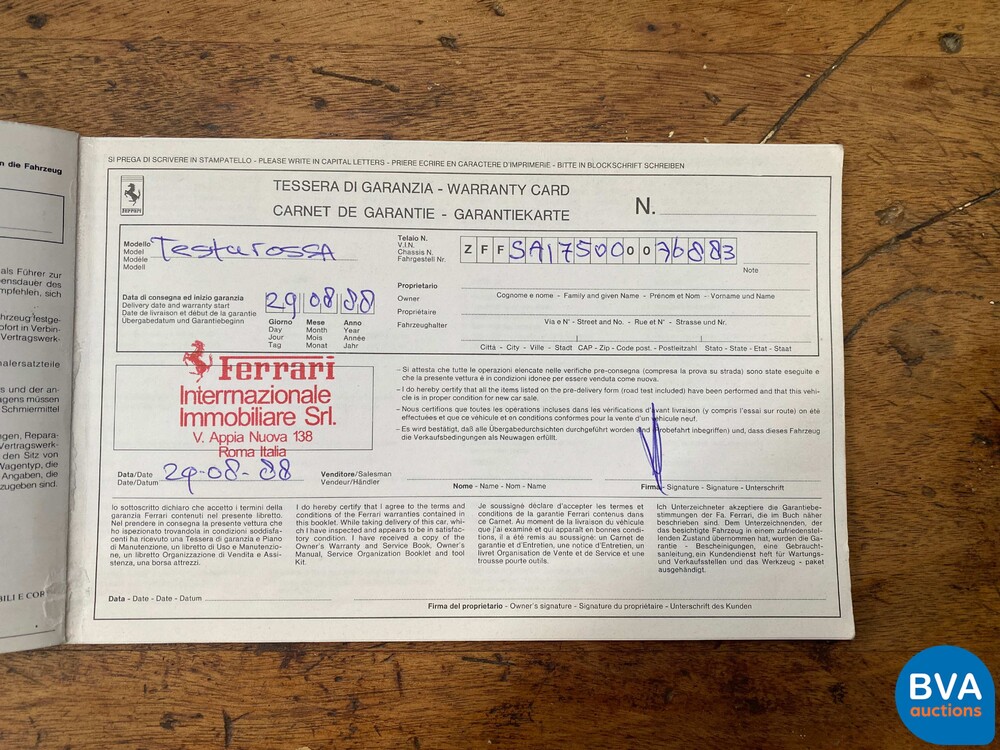 n die Fahrzeug
als Führer zur
ensdauer des
mpfehlen, sich
hrzeug festge-
ofort in Verbin-
Vertragswerk-
nalersatzteile
s und der an-
agens müssen
Schmiermittel
ngen, Repara-
Vertragswerk-
den Sitz von
Wagentyp, die
Angaben, die
zugeben sind.
BILI E COR
SI PREGA DI SCRIVERE IN STAMPATELLO - PLEASE WRITE IN CAPITAL LETTERS - PRIERE ECRIRE EN CARACTERE D'IMPRIMERIE - BITTE IN BLOCKSCHRIFT SCHREIBEN
Ferrari
TESSERA DI GARANZIA - WARRANTY CARD
CARNET DE GARANTIE - GARANTIEKARTE
N.
Modello
Model
Modèle
Modell
TestarossA
Telaio N.
V.I.N.
Chassis N.
Fahrgestell Nr.
ZFFSA17S000076883
Note
Data di consegna ed inizio garanzia
Delivery date and warranty start
Date de livraison et début de la garantie
Übergabedatum und Garantiebeginn
29 08 88
Giorno Mese Anno
Day Month Year
Jour Mois Année
Tag Monat Jahr
Proprietario
Owner
Propriétaire
Fahrzeughalter
Cognome e nome - Family and given Name - Prénom et Nom - Vorname und Name
Via e N° - Street and No. - Rue et N° - Strasse und Nr.
Città - City - Ville - Stadt CAP - Zip - Code post. - Postleitzahl Stato - State - Etat - Staat
Ferrari
Internazionale
Immobiliare Srl.
V. Appia Nuova 138
Roma Italia
– Si attesta che tutte le operazioni elencate nelle verifiche pre-consegna (compresa la prova su strada) sono state eseguite e
che la presente vettura è in condizioni idonee per essere venduta come nuova.
– I do hereby certify that all the items listed on the pre-delivery form (road test included) have been performed and that this vehi-
cle is in proper condition for new car sale.
– Nous certifions que toutes les opérations incluses dans les vérifications d'avant livraison (y compris l'essai sur route) on été
effectuées et que ce véhicule et en conditions conformes pour la vente d'un véhicule neuf.
– Es wird bestätigt, daß alle Übergabedurchsichten durchgeführt worden sind (Probefahrt inbegriffen) und, dass dieses Fahrzeug
die Verkaufsbedingungen als Neuwagen erfüllt.
Data/Date
Date/Datum
29-08-88
Venditore/Salesman
Vendeur/Händler
Nome - Name - Nom - Name
Firma - Signature - Signature - Unterschrift
Io sottoscritto dichiaro che accetto i termini della
garanzia Ferrari contenuti nel presente libretto.
Nel prendere in consegna la presente vettura che
ho ispezionato trovandola in condizioni soddisfa-
centi ha ricevuto una Tessera di garanzia e Piano
di Manutenzione, un libretto di Uso e Manutenzio-
ne, un libretto Organizzazione di Vendita e Assi-
stenza, una borsa attrezzi.
I do hereby certify that I agree to the terms and
conditions of the Ferrari warranties contained in
this booklet. While taking delivery of this car, whi-
ch I have inspected and appears to be in satisfac-
tory condition. I have received a copy of the
Owner's Warranty and Service Book, Owner's
Manual, Service Organization Booklet and tool
Kit.
Je soussigné déclare d'accepter les termes et
conditions de la garantie Ferrari contenus dans
ce Carnet. Au moment de la livraison du véhicule
que j'ai examiné et qui apparaît en bonnes condi-
tions, il a été remis au soussigné: un Carnet de
garantie et d'Entretien, une notice d'Entretien, un
livret Organisation de Vente et de Service et une
trousse pourte outils.
Ich Unterzeichneter akzeptiere die Garantiebe-
stimmungen der Fa. Ferrari, die im Buch näher
beschrieben sind. Dem Unterzeichnenden, der
das besichtigte Fahrzeug in einem zufriedenstel-
lenden Zustand übernommen hat, wurden die Ga-
rantie - Bescheinigungen, eine Gebraucht-
sanleitung, ein Kundendienst heft für Wartungs-
und Verkaufsstellen und das Werkzeug - paket
ausgehändigt.
Data - Date - Date - Datum
Firma del proprietario - Owner's signature - Signature du propriétaire - Unterschrift des Kunden
BVA
auctions